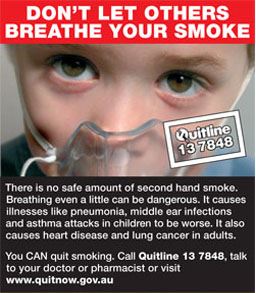 DON'T LET OTHERS
BREATHE YOUR SMOKE
Quitline
13 7848
There is no safe amount of second hand smoke.
Breathing even a little can be dangerous. It causes
illnesses like pneumonia, middle ear infections
and asthma attacks in children to be worse. It also
causes heart disease and lung cancer in adults.
You CAN quit smoking. Call Quitline 13 7848, talk
to your doctor or pharmacist or visit
www.quitnow.gov.au